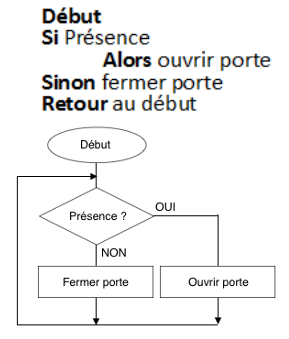 Début
Si Présence
Alors ouvrir porte
Sinon fermer porte
Retour au début
Début
Présence ?
OUI
NON
Fermer porte
Ouvrir porte